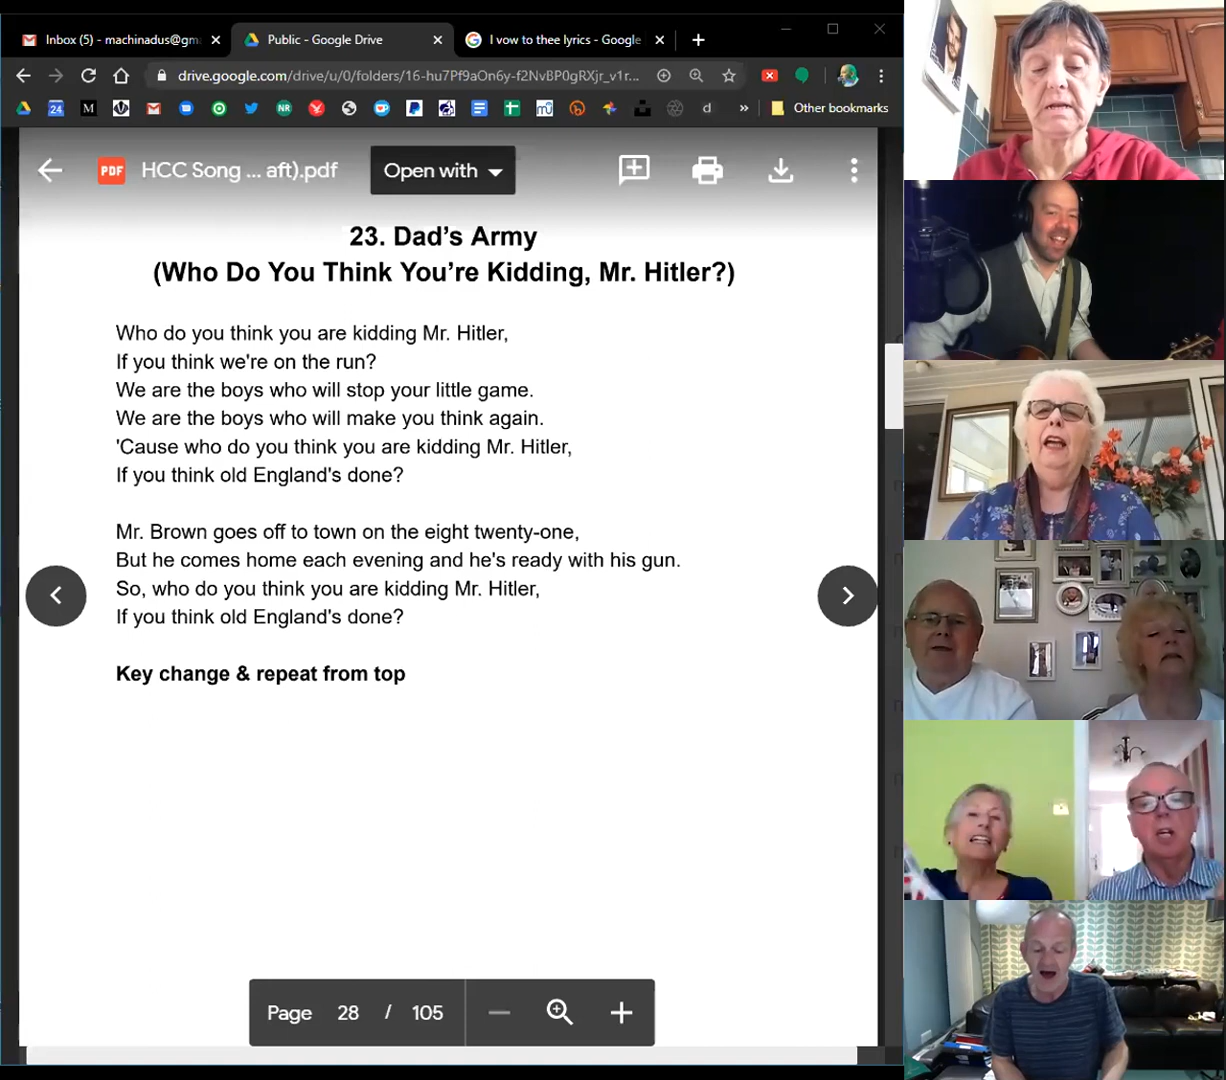 Inbox (5) - machinadus@gm
Public - Google Drive
I vow to thee lyrics - Google
drive.google.com/drive/u/0/folders/16-hu7Pf9aOn6y-f2NvBP0gRXjr_v1r...
24
M
NR
mu
d
»
Other bookmarks
PDF
HCC Song ... aft).pdf
Open with
23. Dad's Army
(Who Do You Think You're Kidding, Mr. Hitler?)
Who do you think you are kidding Mr. Hitler,
If you think we're on the run?
We are the boys who will stop your little game.
We are the boys who will make you think again.
'Cause who do you think you are kidding Mr. Hitler,
If you think old England's done?
Mr. Brown goes off to town on the eight twenty-one,
But he comes home each evening and he's ready with his gun.
So, who do you think you are kidding Mr. Hitler,
If you think old England's done?
Key change & repeat from top
Page 28 / 105